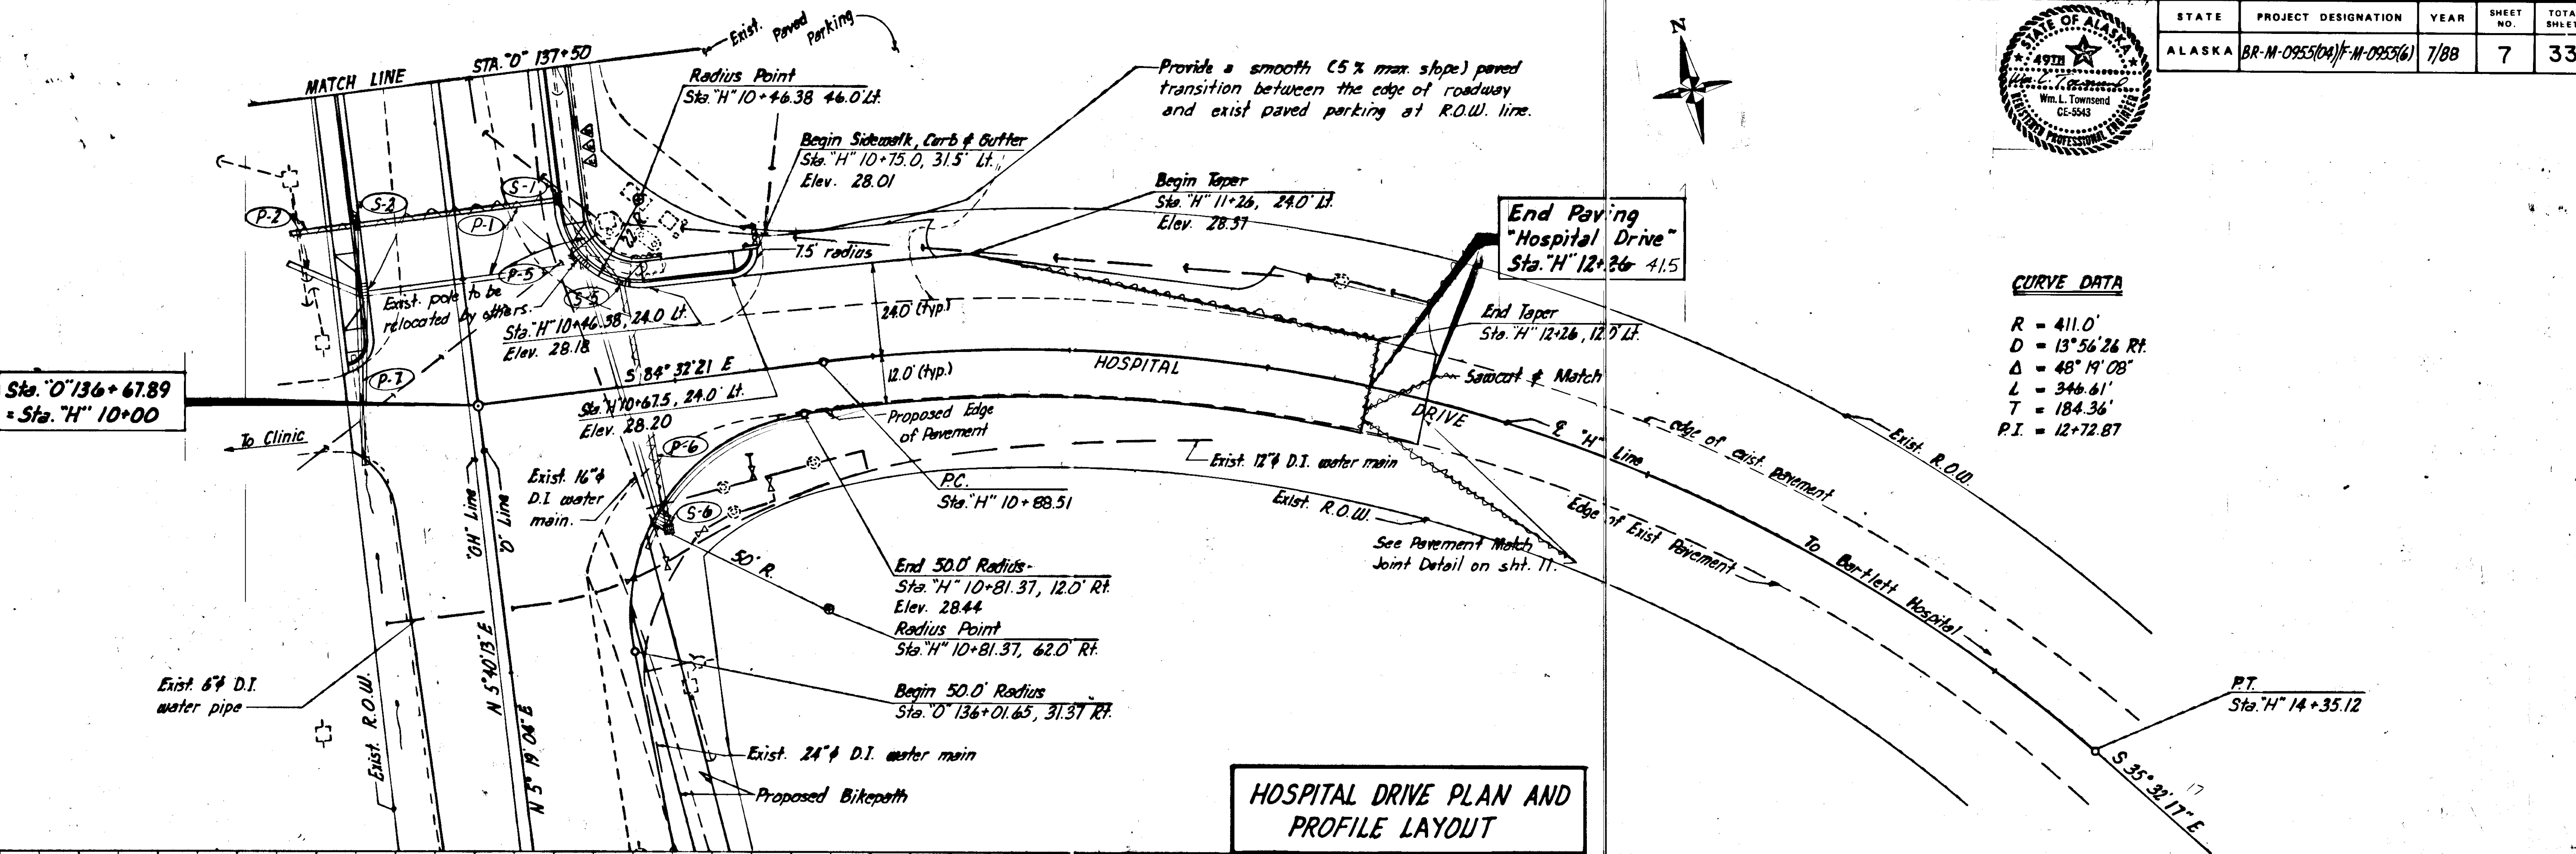 STATE
PROJECT DESIGNATION
YEAR
SHEET NO.
TOTA
SHEET
ALASKA
BR-M-0955(04)/F-M-0955(6)
7/88
7
33
STATE OF ALASKA
49TH
Wm. L. Townsend
Wm. L. Townsend
CE-5543
REGISTERED PROFESSIONAL ENGINEER
N
MATCH LINE STA. "O" 137+50
Exist. Paved Parking
Radius Point
Sta. "H" 10+46.38 46.0' Lt.
Provide a smooth (5% max. slope) paved
transition between the edge of roadway
and exist paved parking at R.O.W. line.
Begin Sidewalk, Curb & Gutter
Sta. "H" 10+75.0, 31.5' Lt.
Elev. 28.01
Begin Taper
Sta. "H" 11+26, 24.0' Lt.
Elev. 28.37
End Paving
"Hospital Drive"
Sta. "H" 12+26 41.5
P-2
S-2
S-1
P-1
22' R
7.5' radius
P-5
S-5
Exist. pole to be
relocated by others.
Sta. "H" 10+46.38, 24.0 Lt.
Elev. 28.18
24.0 (typ.)
End Taper
Sta. "H" 12+26, 12.0' Lt.
CURVE DATA
R = 411.0'
D = 13°56'26 Rt.
Δ = 48° 19' 08"
L = 346.61'
T = 184.36'
P.I. = 12+72.87
Sta. "O" 136+67.89
= Sta. "H" 10+00
P-7
S 84° 32' 21 E
HOSPITAL
DRIVE
12.0' (typ.)
Sawcut & Match
Sta. "H" 10+67.5, 24.0' Lt.
Elev. 28.20
Proposed Edge
of Pavement
To Clinic
P-6
℄ "H" Line
edge of exist. pavement
Exist. R.O.W.
Exist. 16"ϕ
D.I. water
main.
"OH" Line
"O" Line
S-6
Exist. 12"ϕ D.I. water main
P.C.
Sta. "H" 10+88.51
Exist. R.O.W.
Edge of Exist Pavement
See Pavement Match
Joint Detail on sht. 11.
50' R.
To Bartlett Hospital
End 50.0' Radius
Sta. "H" 10+81.37, 12.0' Rt.
Elev. 28.44
Radius Point
Sta. "H" 10+81.37, 62.0' Rt.
Begin 50.0' Radius
Sta. "O" 136+01.65, 31.37 Rt.
Exist. 6"ϕ D.I.
water pipe
Exist. R.O.W.
N 5°40'13" E
N 5° 19' 04" E
Exist. 24"ϕ D.I. water main
Proposed Bikepath
P.T.
Sta. "H" 14+35.12
S 35° 32' 17" E
17
HOSPITAL DRIVE PLAN AND
PROFILE LAYOUT